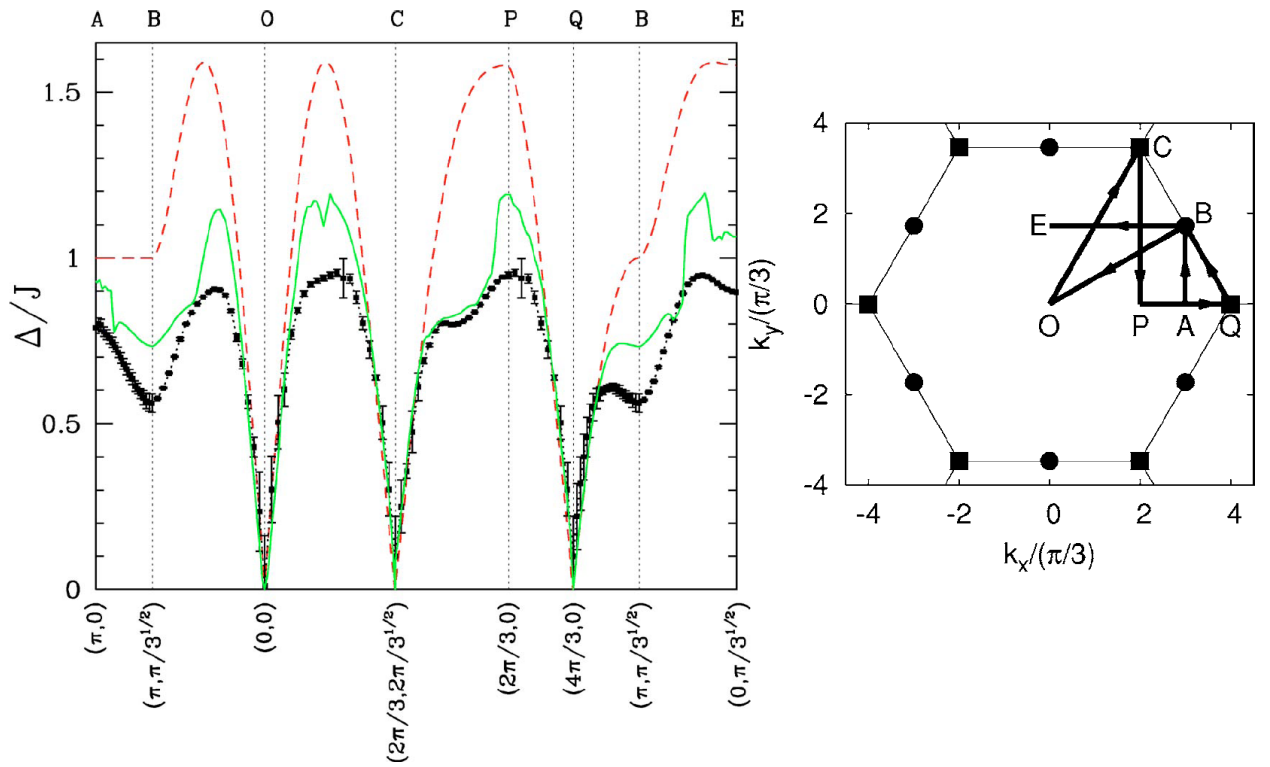 A B O C P Q B E
1.5
1
0.5
0
Δ/J
(π,0)
(π,π/3^1/2)
(0,0)
(2π/3,2π/3^1/2)
(2π/3,0)
(4π/3,0)
(π,π/3^1/2)
(0,π/3^1/2)
4
2
0
-2
-4
k_y/(π/3)
C
B
E
O P A Q
-4 -2 0 2 4
k_x/(π/3)